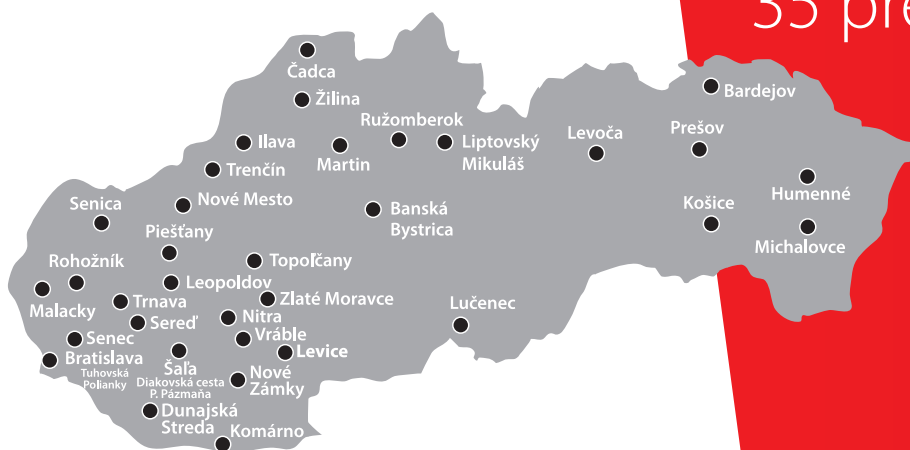 35 pre
Čadca
Žilina
Bardejov
Ružomberok
Ilava
Martin
Liptovský
Mikuláš
Levoča
Prešov
Trenčín
Humenné
Nové Mesto
Senica
Banská
Bystrica
Košice
Piešťany
Michalovce
Topoľčany
Rohožník
Leopoldov
Malacky
Trnava
Zlaté Moravce
Lučenec
Sereď
Nitra
Senec
Vráble
Bratislava
Tuhovská
Polianky
Levice
Šaľa
Diakovská cesta
P. Pázmaňa
Nové
Zámky
Dunajská
Streda
Komárno